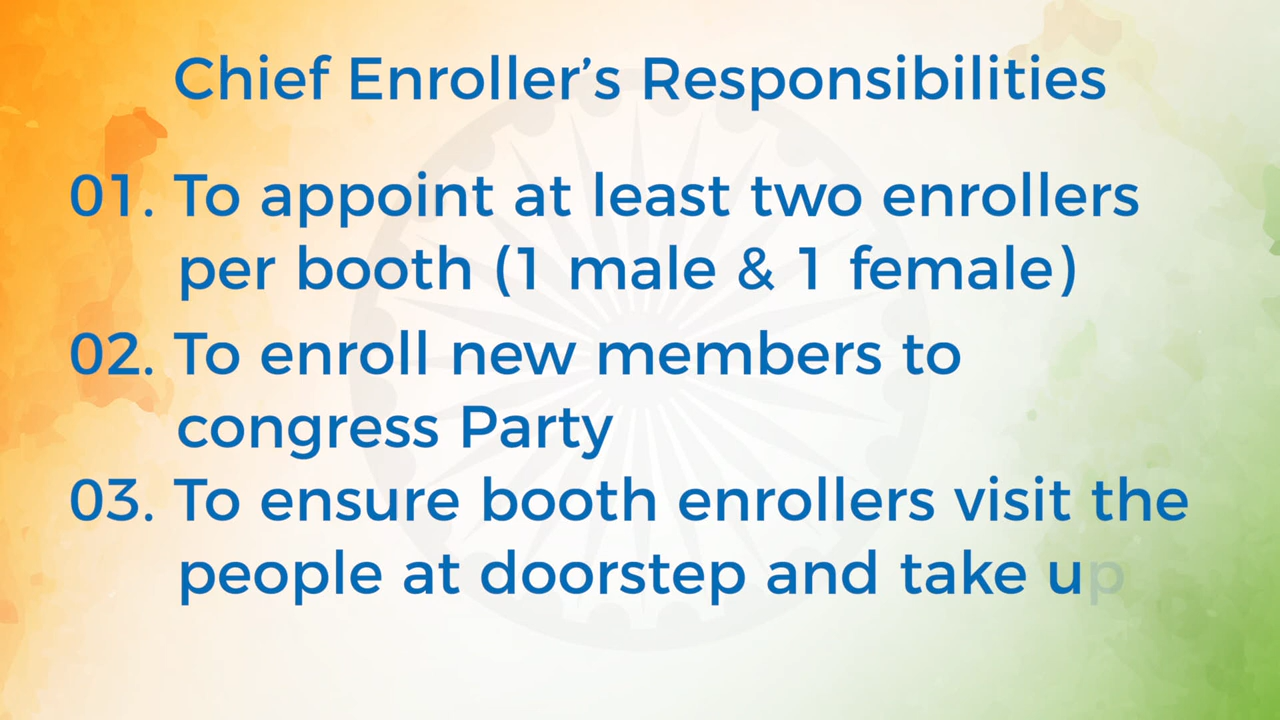 Chief Enroller’s Responsibilities
01. To appoint at least two enrollers
per booth (1 male & 1 female)
02. To enroll new members to
congress Party
03. To ensure booth enrollers visit the
people at doorstep and take up